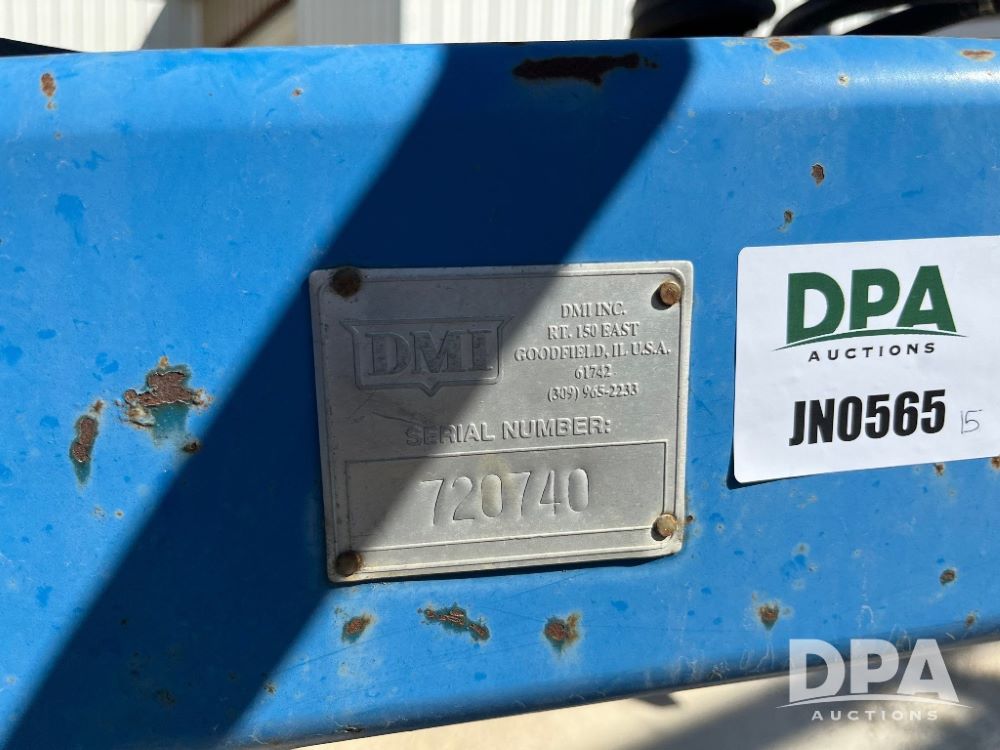 DMI
DMI INC.
RT. 150 EAST
GOODFIELD, IL U.S.A.
61742
(309) 965-2233
SERIAL NUMBER:
720740
DPA
AUCTIONS
JN0565 15
DPA
AUCTIONS